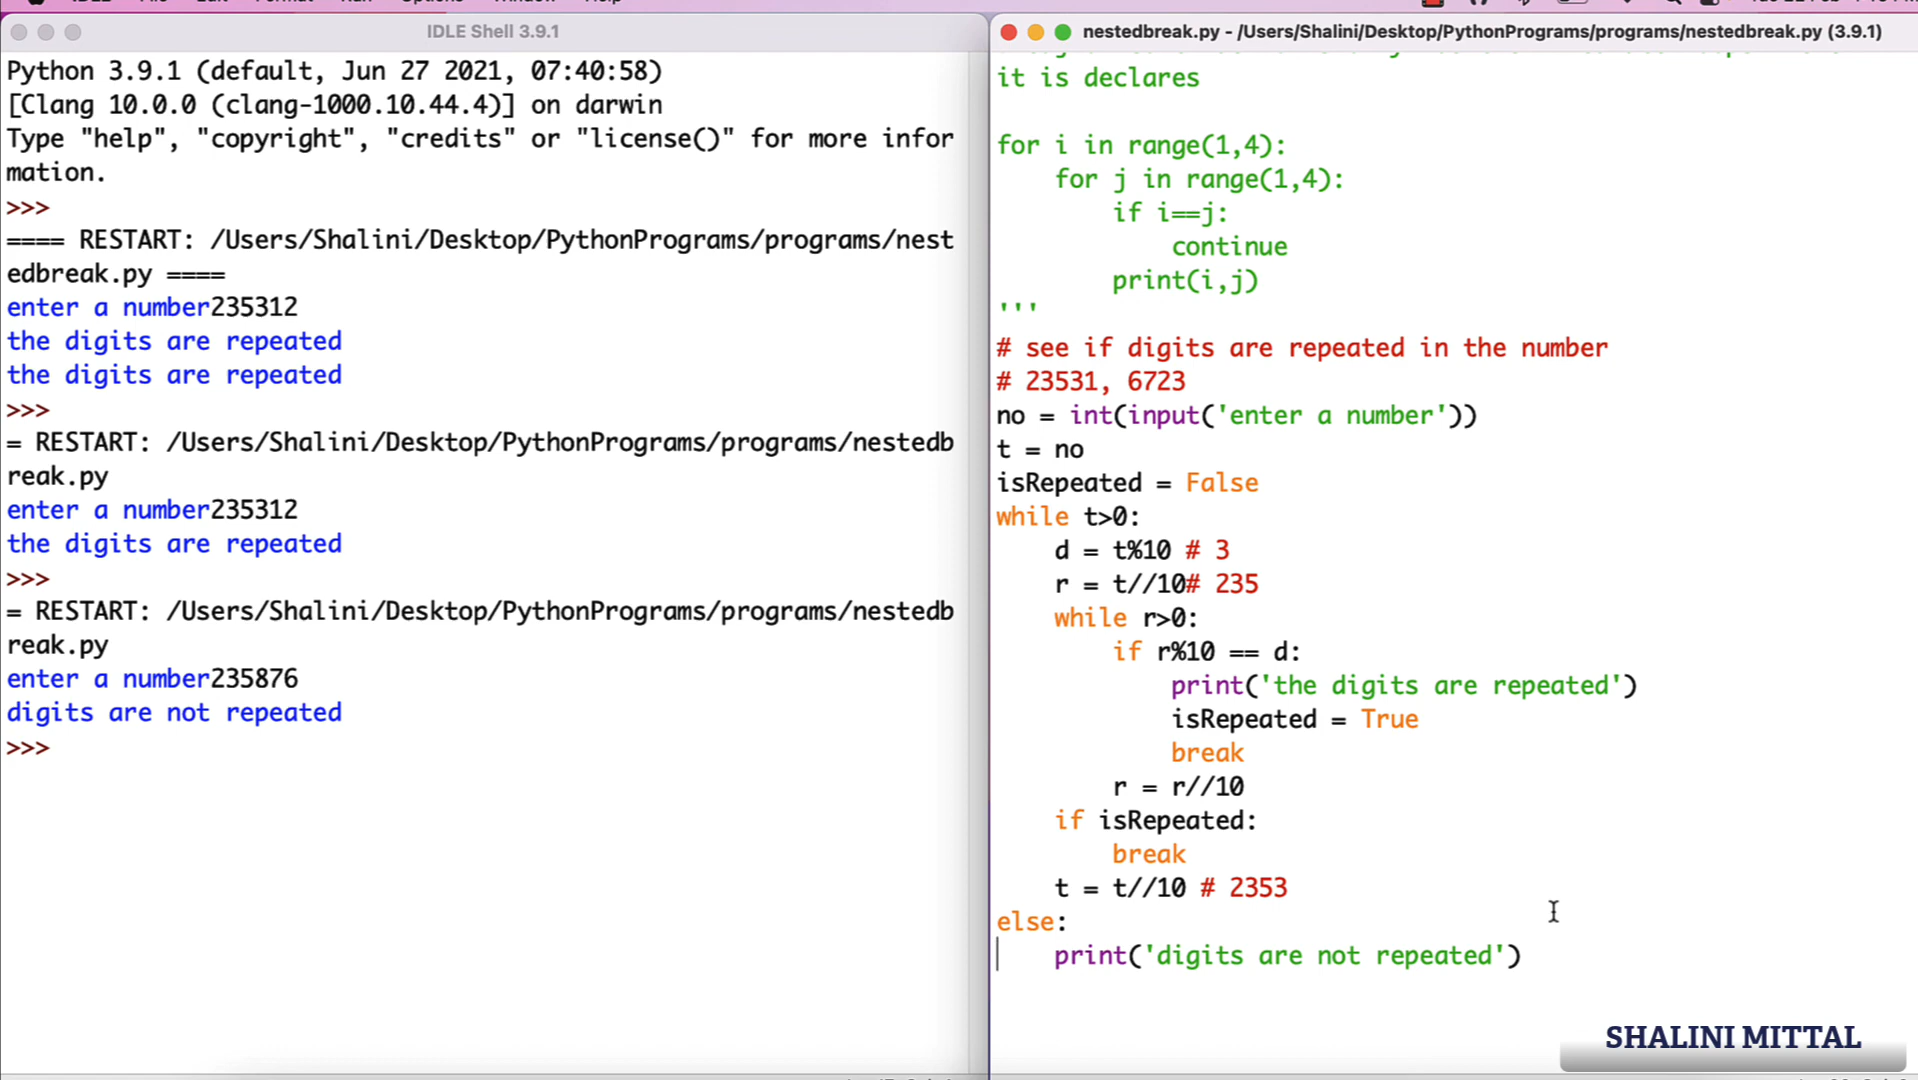 IDLE Shell 3.9.1
Python 3.9.1 (default, Jun 27 2021, 07:40:58)
[Clang 10.0.0 (clang-1000.10.44.4)] on darwin
Type "help", "copyright", "credits" or "license()" for more infor
mation.
>>>
==== RESTART: /Users/Shalini/Desktop/PythonPrograms/programs/nest
edbreak.py ====
enter a number235312
the digits are repeated
the digits are repeated
>>>
= RESTART: /Users/Shalini/Desktop/PythonPrograms/programs/nestedb
reak.py
enter a number235312
the digits are repeated
>>>
= RESTART: /Users/Shalini/Desktop/PythonPrograms/programs/nestedb
reak.py
enter a number235876
digits are not repeated
>>>
nestedbreak.py - /Users/Shalini/Desktop/PythonPrograms/programs/nestedbreak.py (3.9.1)
it is declares
for i in range(1,4):
    for j in range(1,4):
        if i==j:
            continue
        print(i,j)
'''
# see if digits are repeated in the number
# 23531, 6723
no = int(input('enter a number'))
t = no
isRepeated = False
while t>0:
    d = t%10 # 3
    r = t//10# 235
    while r>0:
        if r%10 == d:
            print('the digits are repeated')
            isRepeated = True
            break
        r = r//10
    if isRepeated:
        break
    t = t//10 # 2353
else:
    print('digits are not repeated')
SHALINI MITTAL